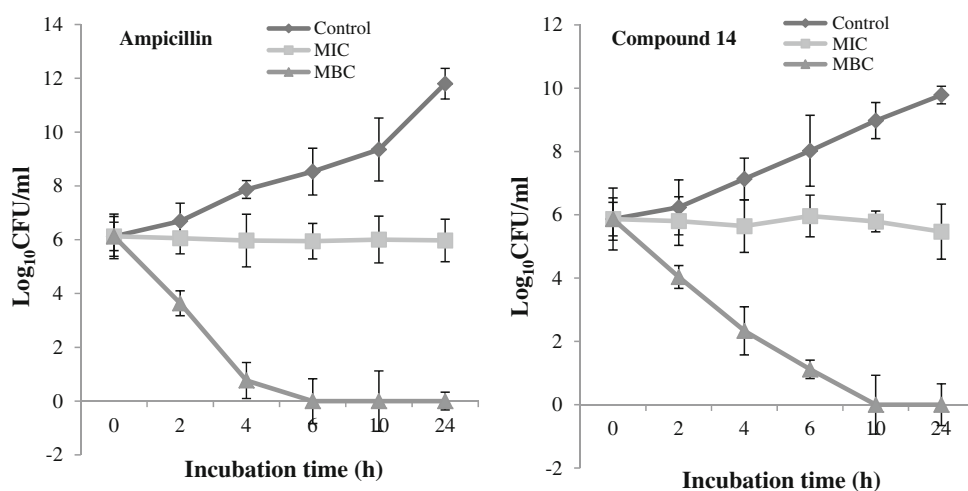 Ampicillin
Control
MIC
MBC
14
12
10
8
6
4
2
0
-2
0 2 4 6 10 24
Log10CFU/ml
Incubation time (h)
Compound 14
Control
MIC
MBC
12
10
8
6
4
2
0
-2
0 2 4 6 10 24
Log10CFU/ml
Incubation time (h)